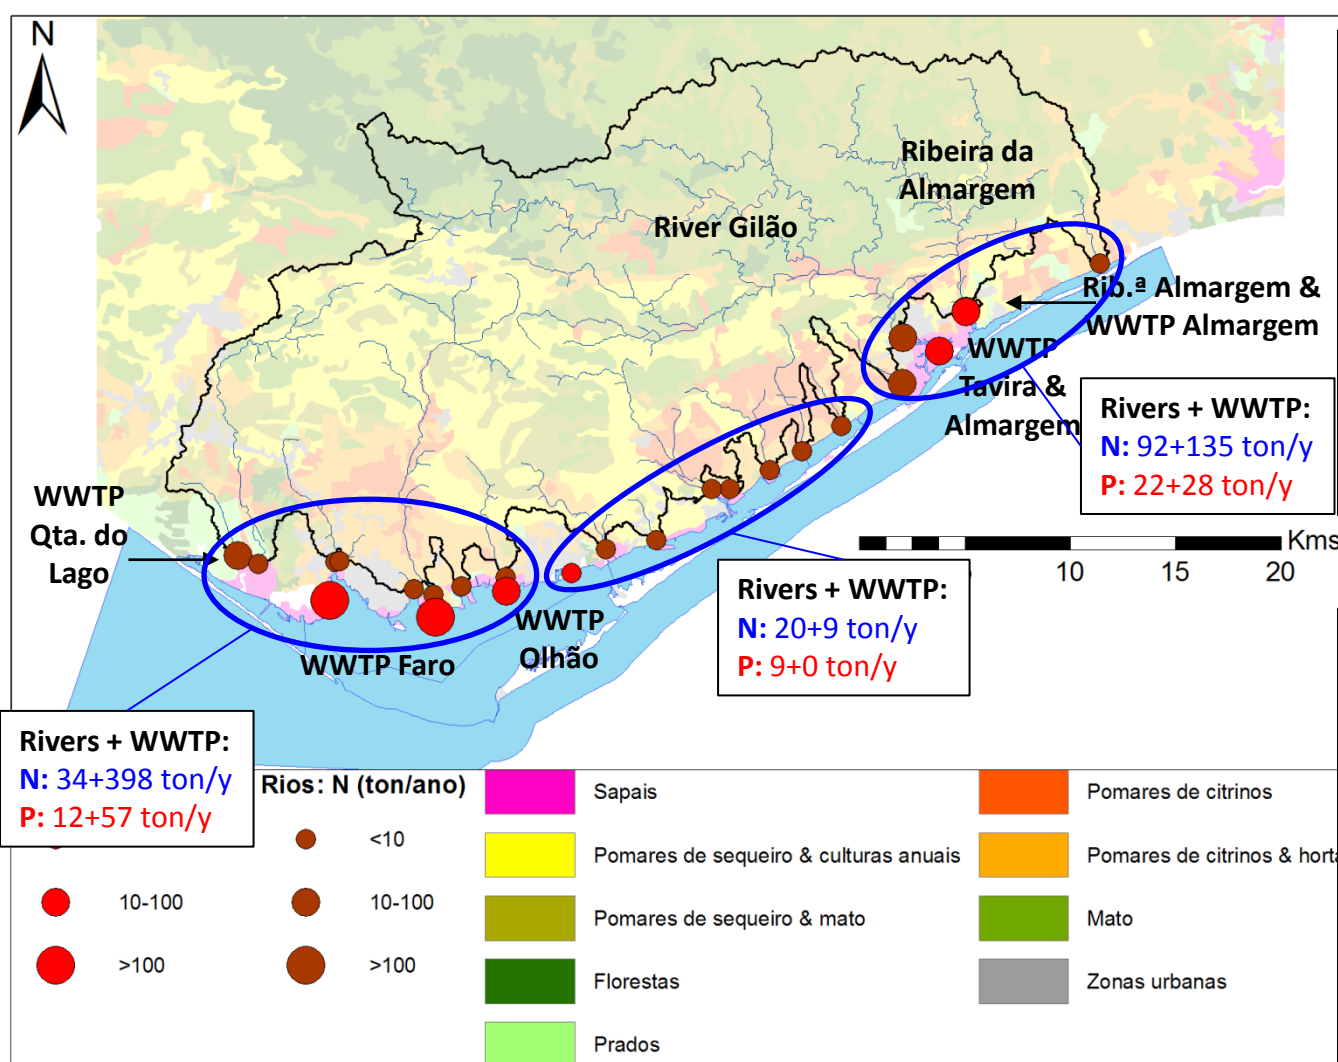 N
Ribeira da
Almargem
River Gilão
Rib.ª Almargem &
WWTP Almargem
WWTP
Tavira &
Almargem
Rivers + WWTP:
N: 92+135 ton/y
P: 22+28 ton/y
WWTP
Qta. do
Lago
Kms
10
15
20
Rivers + WWTP:
N: 20+9 ton/y
P: 9+0 ton/y
WWTP
Olhão
WWTP Faro
Rivers + WWTP:
N: 34+398 ton/y
P: 12+57 ton/y
Rios: N (ton/ano)
<10
10-100
10-100
>100
>100
Sapais
Pomares de sequeiro & culturas anuais
Pomares de sequeiro & mato
Florestas
Prados
Pomares de citrinos
Pomares de citrinos & horta
Mato
Zonas urbanas